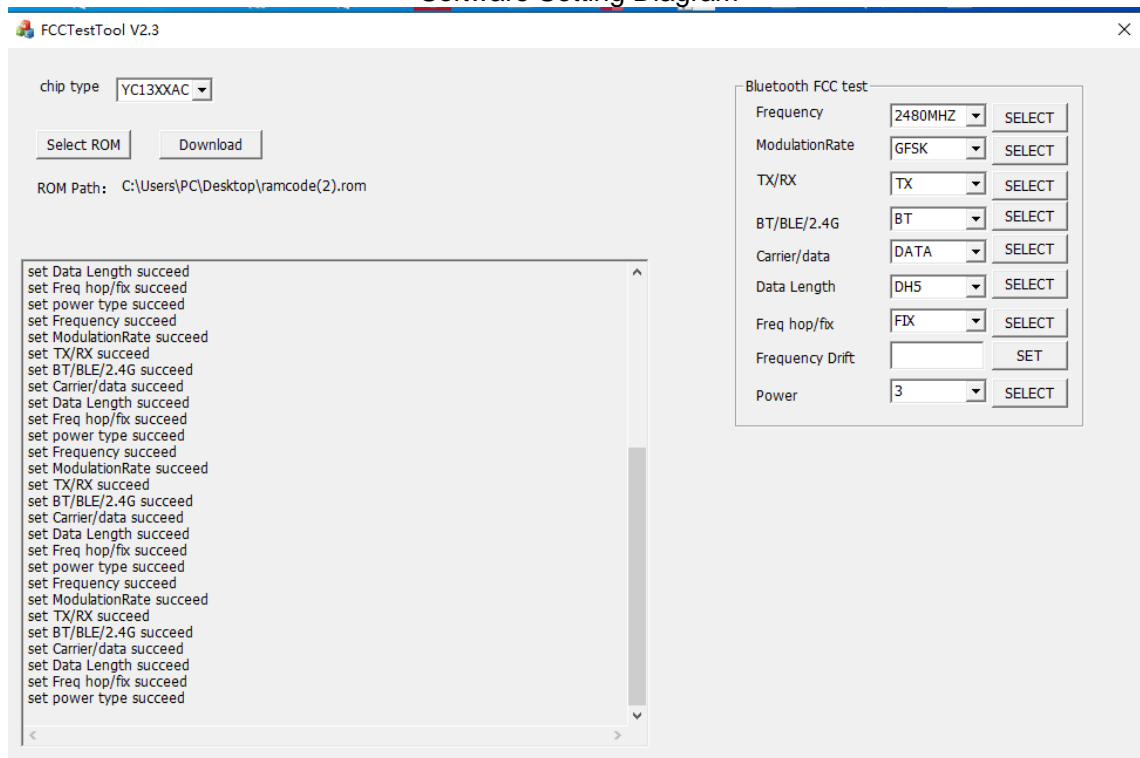 Software Setting Diagram
FCCTestTool V2.3
chip type YC13XXAC
Select ROM Download
ROM Path: C:\Users\PC\Desktop\ramcode(2).rom
set Data Length succeed
set Freq hop/fix succeed
set power type succeed
set Frequency succeed
set ModulationRate succeed
set TX/RX succeed
set BT/BLE/2.4G succeed
set Carrier/data succeed
set Data Length succeed
set Freq hop/fix succeed
set power type succeed
set Frequency succeed
set ModulationRate succeed
set TX/RX succeed
set BT/BLE/2.4G succeed
set Carrier/data succeed
set Data Length succeed
set Freq hop/fix succeed
set power type succeed
set Frequency succeed
set ModulationRate succeed
set TX/RX succeed
set BT/BLE/2.4G succeed
set Carrier/data succeed
set Data Length succeed
set Freq hop/fix succeed
set power type succeed
Bluetooth FCC test
Frequency 2480MHZ SELECT
ModulationRate GFSK SELECT
TX/RX TX SELECT
BT/BLE/2.4G BT SELECT
Carrier/data DATA SELECT
Data Length DH5 SELECT
Freq hop/fix FIX SELECT
Frequency Drift SET
Power 3 SELECT